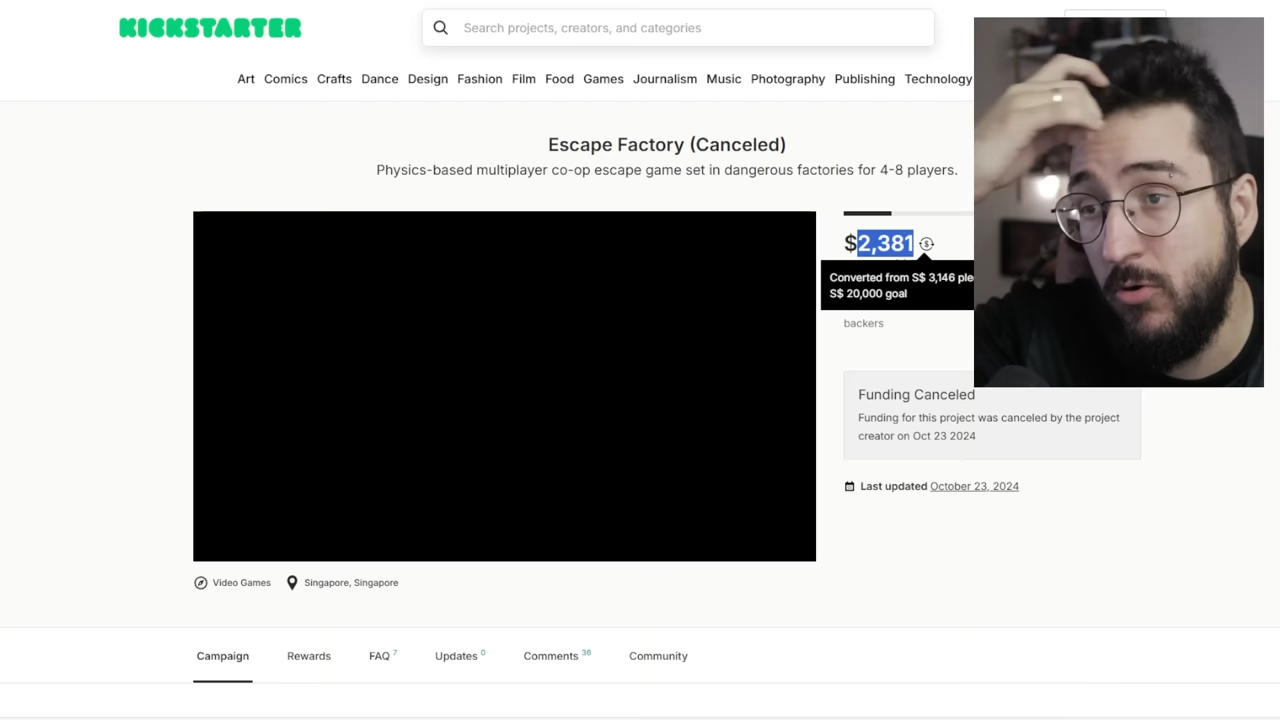 KICKSTARTER
Search projects, creators, and categories
Art Comics Crafts Dance Design Fashion Film Food Games Journalism Music Photography Publishing Technology
Escape Factory (Canceled)
Physics-based multiplayer co-op escape game set in dangerous factories for 4-8 players.
$2,381
Converted from S$ 3,146
S$ 20,000 goal
backers
Funding Canceled
Funding for this project was canceled by the project
creator on Oct 23 2024
Last updated October 23, 2024
Video Games Singapore, Singapore
Campaign Rewards FAQ 7 Updates 0 Comments 36 Community